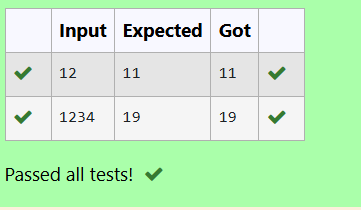 Input Expected Got
12 11 11
1234 19 19
Passed all tests!